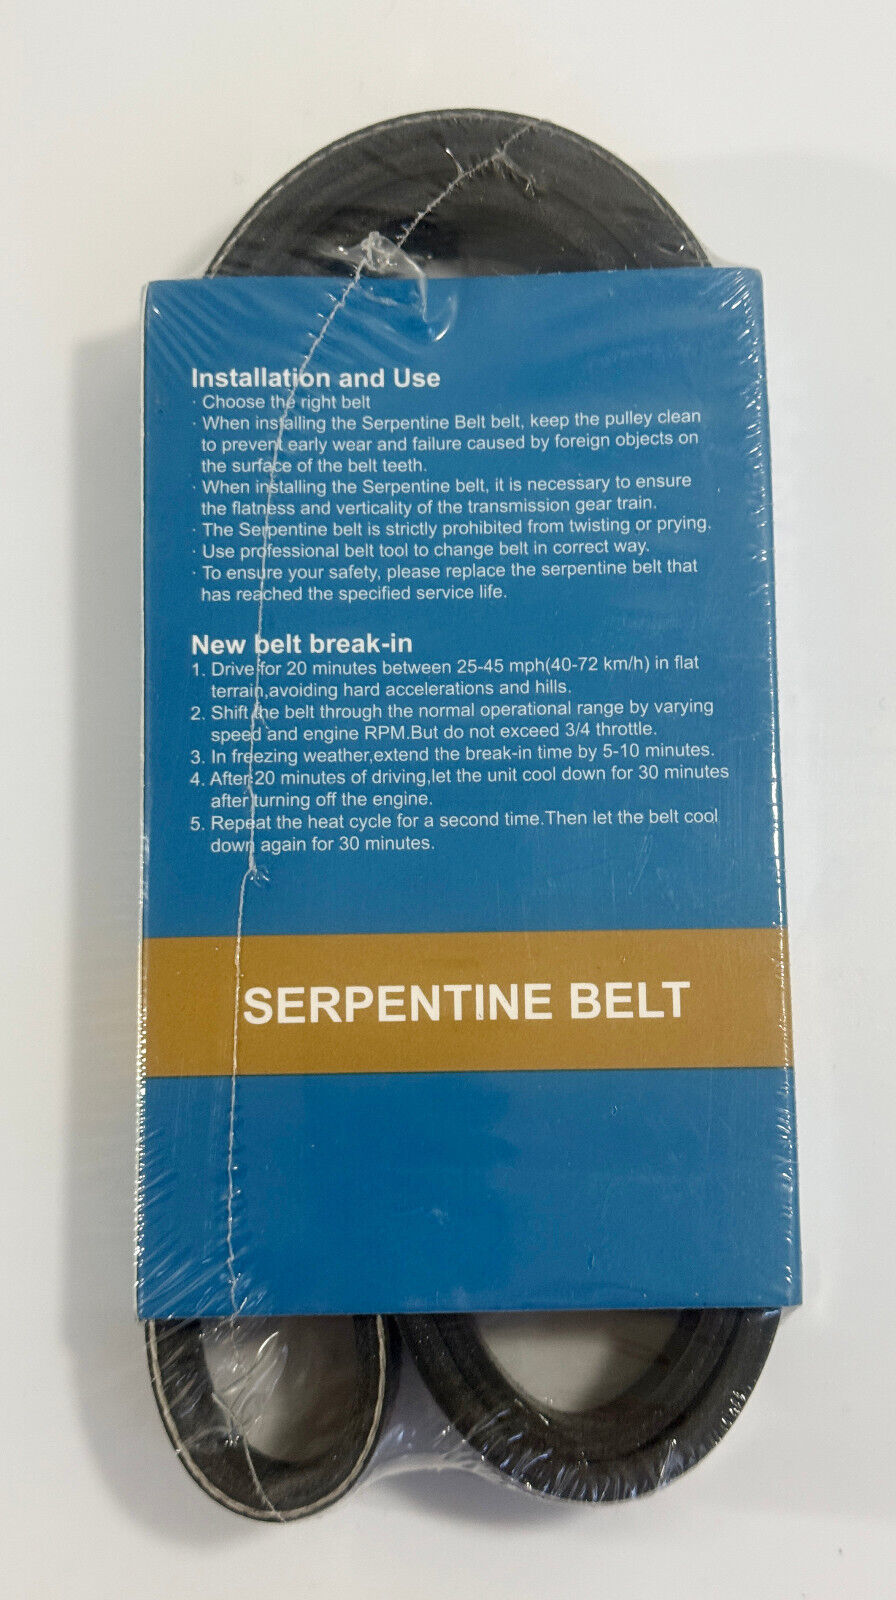 Installation and Use
· Choose the right belt
· When installing the Serpentine Belt belt, keep the pulley clean
to prevent early wear and failure caused by foreign objects on
the surface of the belt teeth.
· When installing the Serpentine belt, it is necessary to ensure
the flatness and verticality of the transmission gear train.
· The Serpentine belt is strictly prohibited from twisting or prying.
· Use professional belt tool to change belt in correct way.
· To ensure your safety, please replace the serpentine belt that
has reached the specified service life.
New belt break-in
1. Drive for 20 minutes between 25-45 mph(40-72 km/h) in flat
terrain,avoiding hard accelerations and hills.
2. Shift the belt through the normal operational range by varying
speed and engine RPM.But do not exceed 3/4 throttle.
3. In freezing weather,extend the break-in time by 5-10 minutes.
4. After 20 minutes of driving,let the unit cool down for 30 minutes
after turning off the engine.
5. Repeat the heat cycle for a second time.Then let the belt cool
down again for 30 minutes.
SERPENTINE BELT